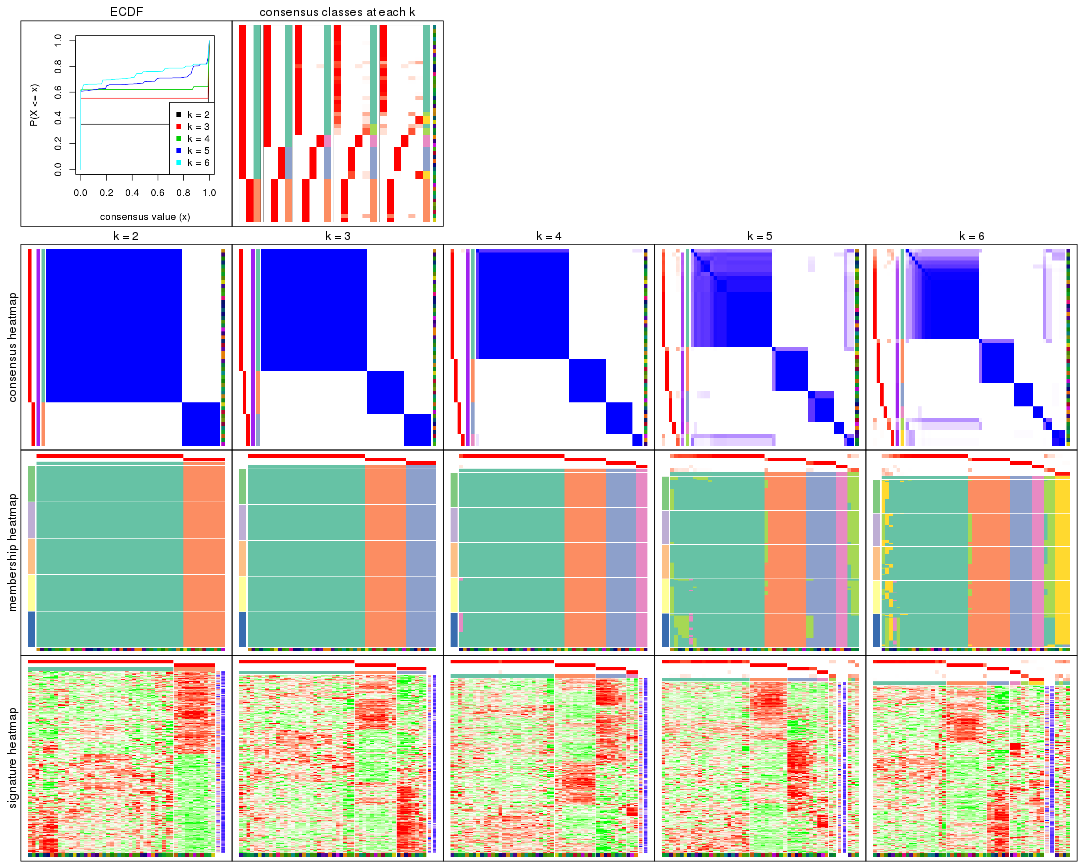 ECDF
consensus classes at each k
P(X <= x)
0.0 0.2 0.4 0.6 0.8 1.0
k = 2
k = 3
k = 4
k = 5
k = 6
0.0 0.2 0.4 0.6 0.8 1.0
consensus value (x)
k = 2 k = 3 k = 4 k = 5 k = 6
consensus heatmap
membership heatmap
signature heatmap